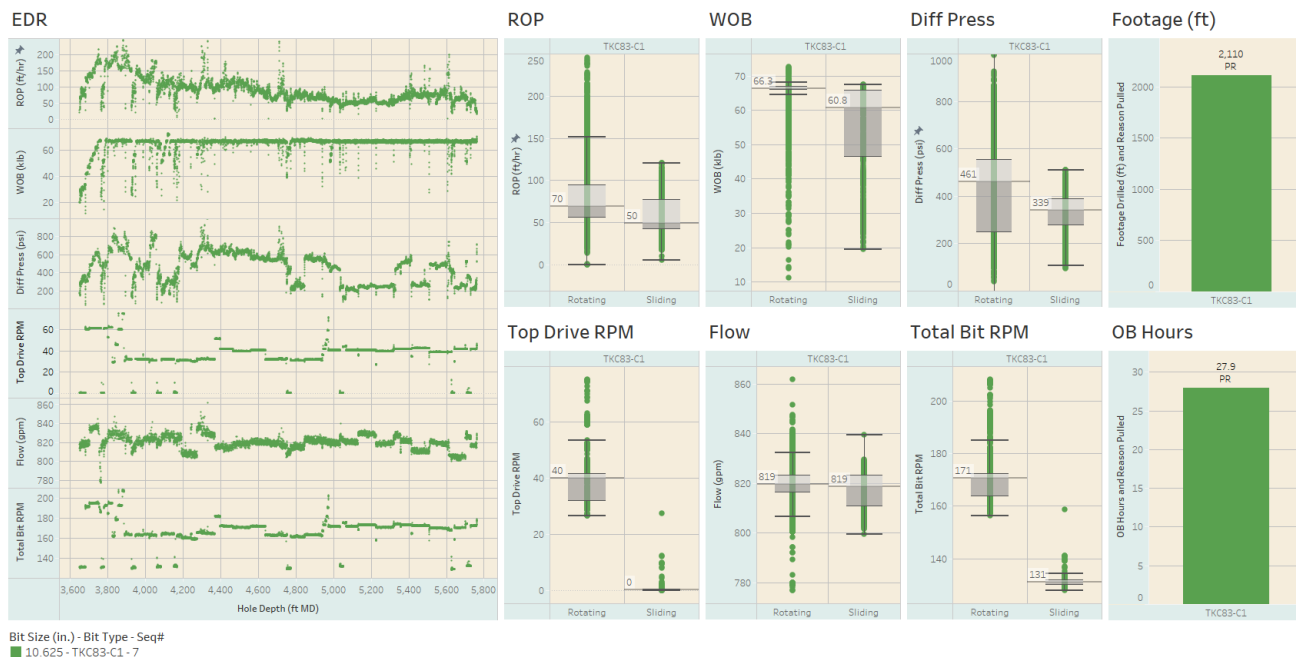 EDR
ROP (ft/hr)
200
150
100
50
0
WOB (klb)
60
40
20
Diff Press (psi)
800
600
400
200
Top Drive RPM
60
40
20
0
Flow (gpm)
860
840
820
800
780
Total Bit RPM
200
180
160
140
3,600 3,800 4,000 4,200 4,400 4,600 4,800 5,000 5,200 5,400 5,600 5,800
Hole Depth (ft MD)
ROP
TKC83-C1
ROP (ft/hr)
250
200
150
100
50
0
70
50
Rotating Sliding
WOB
TKC83-C1
WOB (klb)
70
60
50
40
30
20
10
66.3
60.8
Rotating Sliding
Diff Press
TKC83-C1
Diff Press (psi)
1000
800
600
400
200
0
461
339
Rotating Sliding
Footage (ft)
Footage Drilled (ft) and Reason Pulled
2000
1500
1000
500
0
2,110
PR
TKC83-C1
Top Drive RPM
TKC83-C1
Top Drive RPM
60
40
20
0
40
0
Rotating Sliding
Flow
TKC83-C1
Flow (gpm)
860
840
820
800
780
819
819
Rotating Sliding
Total Bit RPM
TKC83-C1
Total Bit RPM
200
180
160
140
171
131
Rotating Sliding
OB Hours
OB Hours and Reason Pulled
30
25
20
15
10
5
0
27.9
PR
TKC83-C1
Bit Size (in.) - Bit Type - Seq#
10.625 - TKC83-C1 - 7